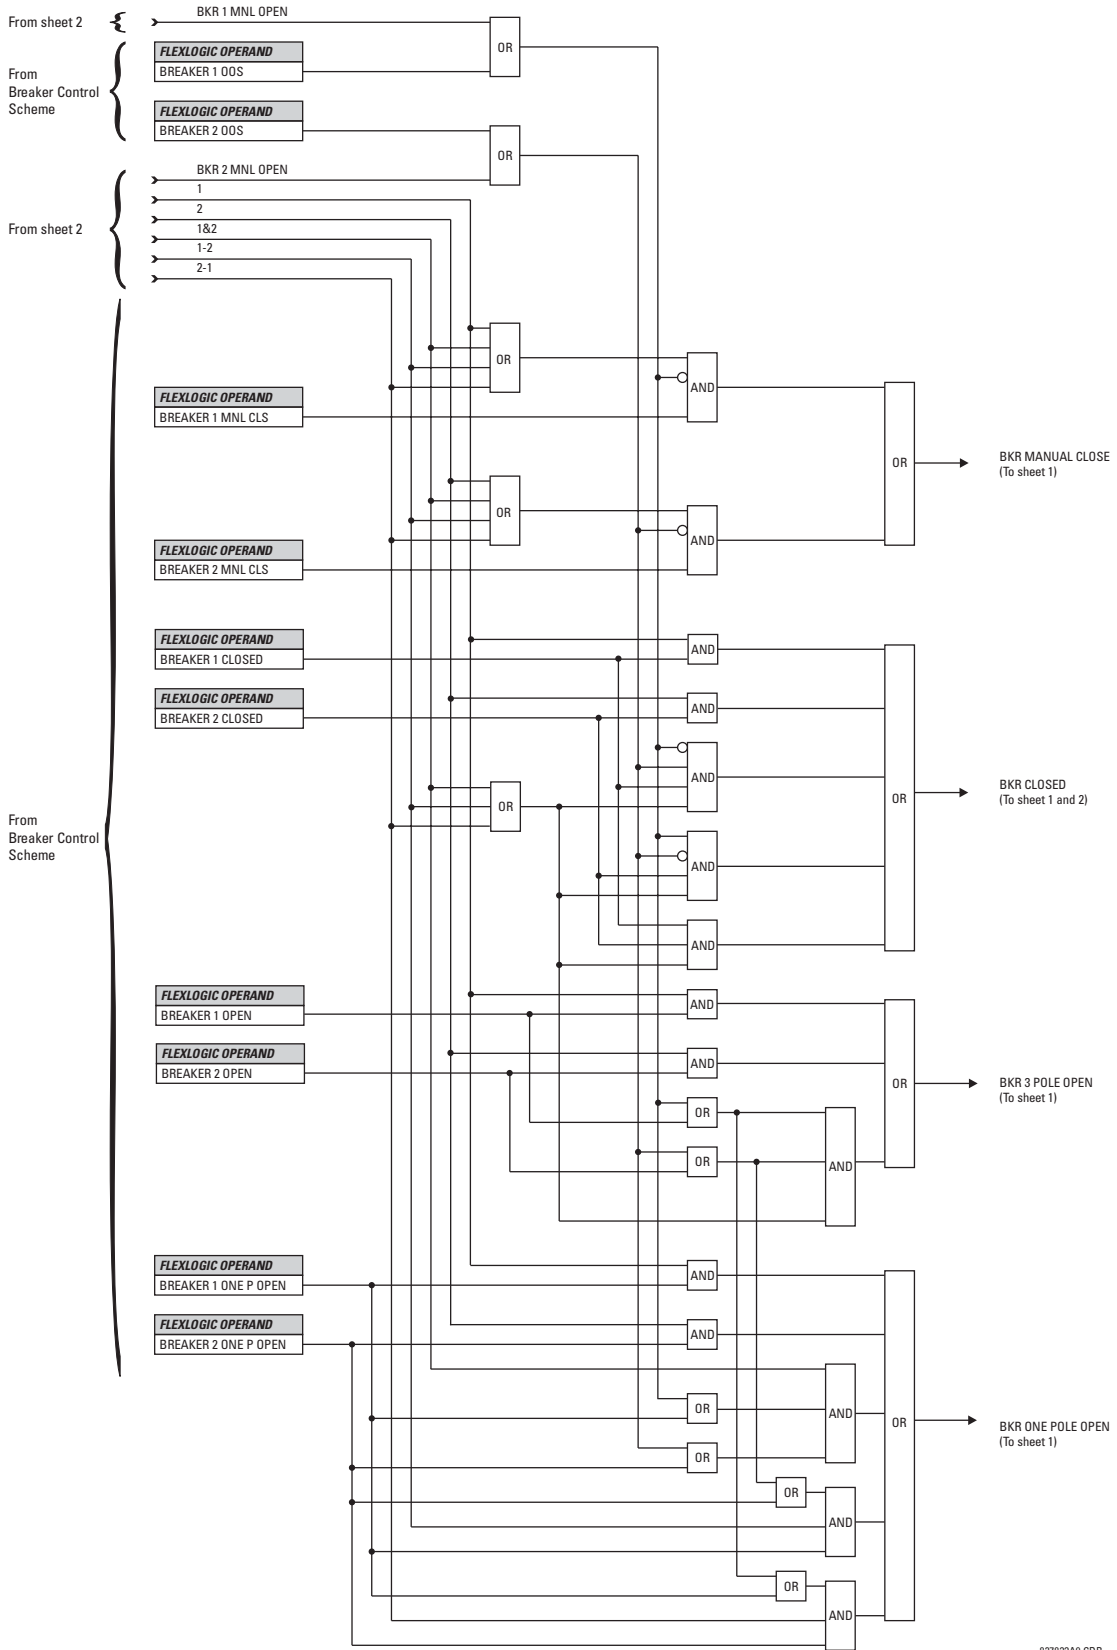 From sheet 2
BKR 1 MNL OPEN
OR
FLEXLOGIC OPERAND
BREAKER 1 OOS
From
Breaker Control
Scheme
FLEXLOGIC OPERAND
BREAKER 2 OOS
OR
BKR 2 MNL OPEN
1
2
From sheet 2
1&2
1-2
2-1
OR
AND
FLEXLOGIC OPERAND
BREAKER 1 MNL CLS
OR
BKR MANUAL CLOSE
(To sheet 1)
OR
AND
FLEXLOGIC OPERAND
BREAKER 2 MNL CLS
FLEXLOGIC OPERAND
BREAKER 1 CLOSED
AND
FLEXLOGIC OPERAND
BREAKER 2 CLOSED
AND
AND
OR
OR
BKR CLOSED
(To sheet 1 and 2)
From
Breaker Control
Scheme
AND
AND
FLEXLOGIC OPERAND
BREAKER 1 OPEN
AND
FLEXLOGIC OPERAND
BREAKER 2 OPEN
AND
OR
BKR 3 POLE OPEN
(To sheet 1)
OR
OR
AND
FLEXLOGIC OPERAND
BREAKER 1 ONE P OPEN
AND
FLEXLOGIC OPERAND
BREAKER 2 ONE P OPEN
AND
OR
AND
OR
BKR ONE POLE OPEN
(To sheet 1)
OR
OR
AND
OR
AND